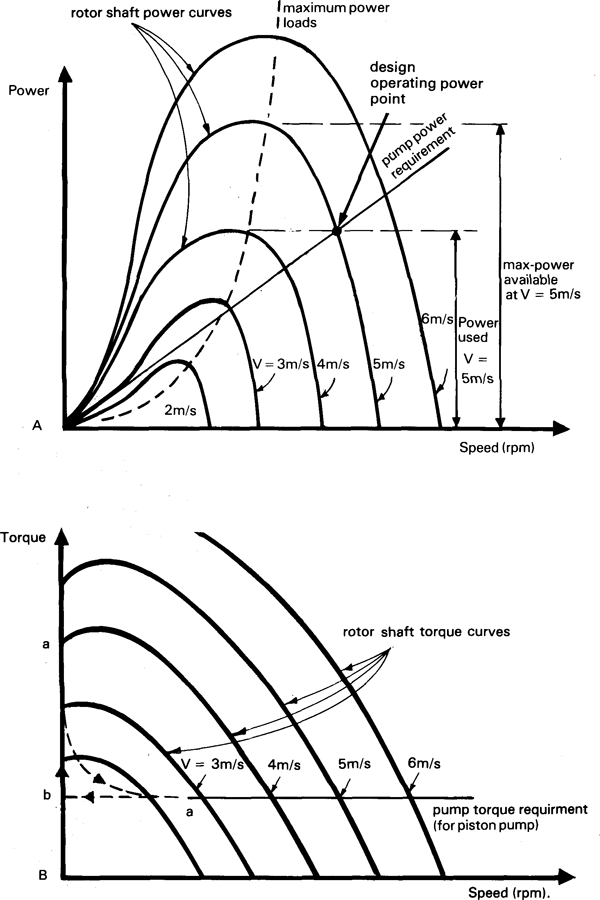 rotor shaft power curves
maximum power
loads
Power
design
operating power
point
pump power
requirement
max-power
available
at V = 5m/s
6m/s
Power
used
V =
5m/s
V = 3m/s
4m/s
5m/s
2m/s
A
Speed (rpm)
Torque
a
rotor shaft torque curves
V = 3m/s
4m/s
5m/s
6m/s
b
a
pump torque requirment
(for piston pump)
B
Speed (rpm).